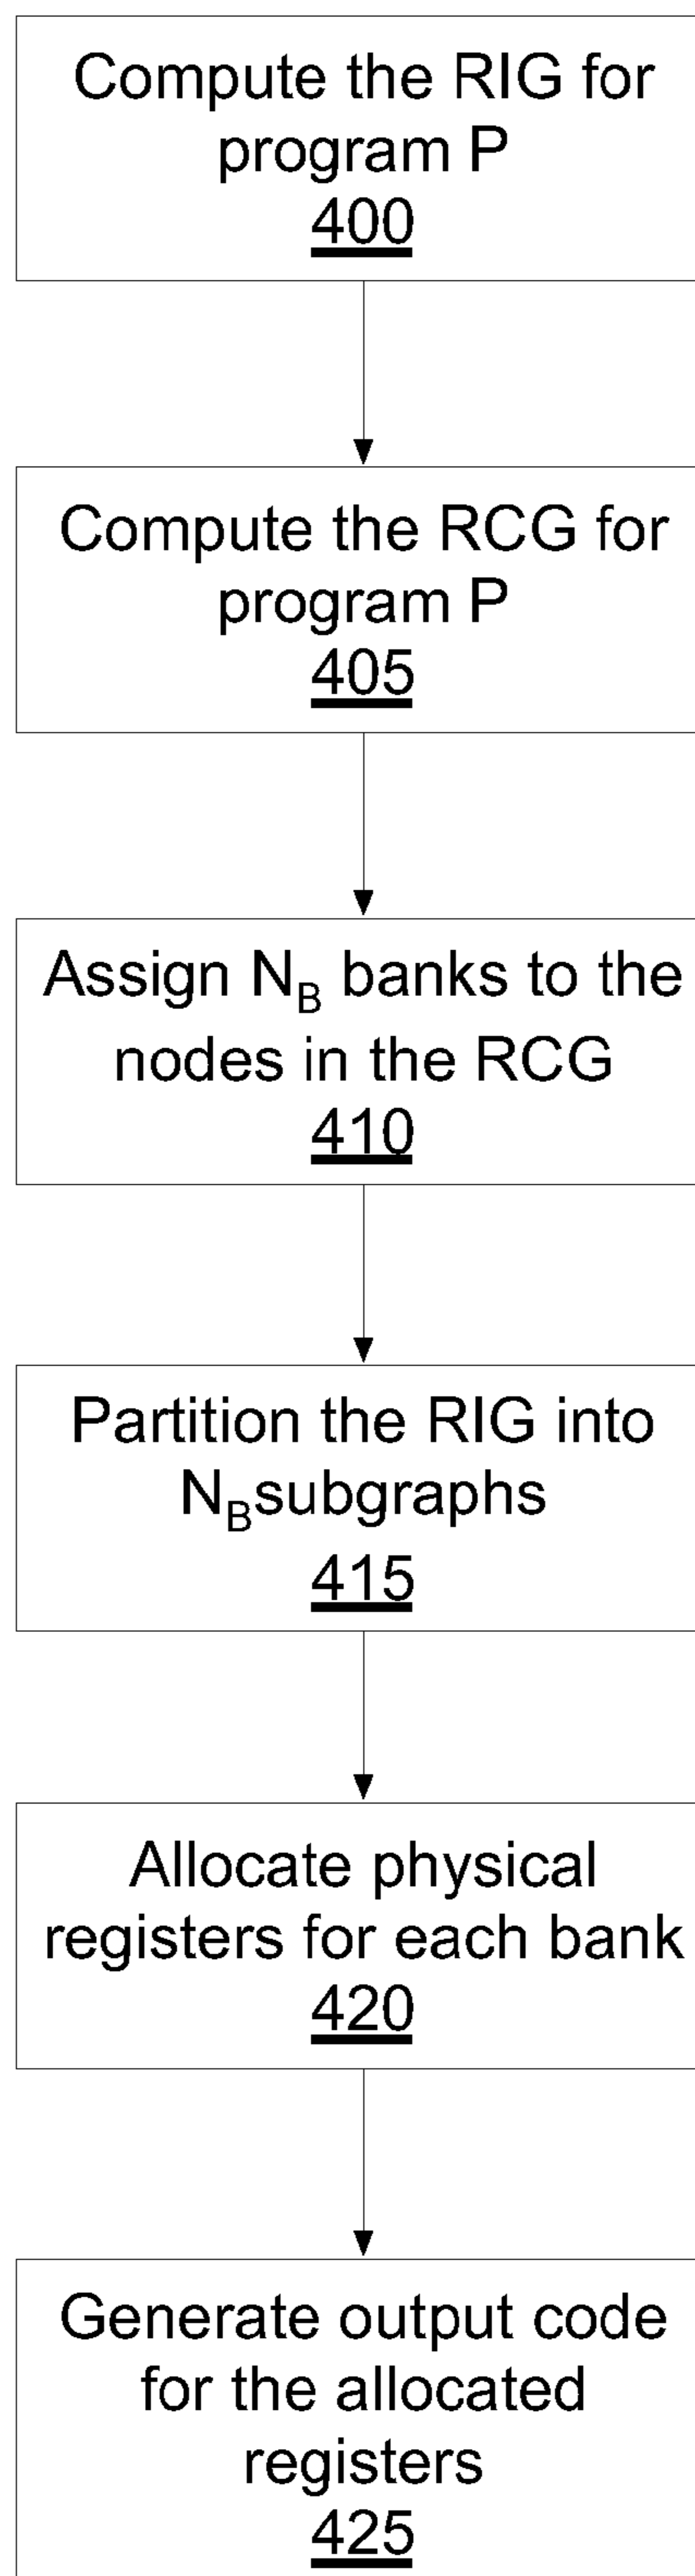 Compute the RIG for
program P
400
Compute the RCG for
program P
405
Assign N_B banks to the
nodes in the RCG
410
Partition the RIG into
N_Bsubgraphs
415
Allocate physical
registers for each bank
420
Generate output code
for the allocated
registers
425